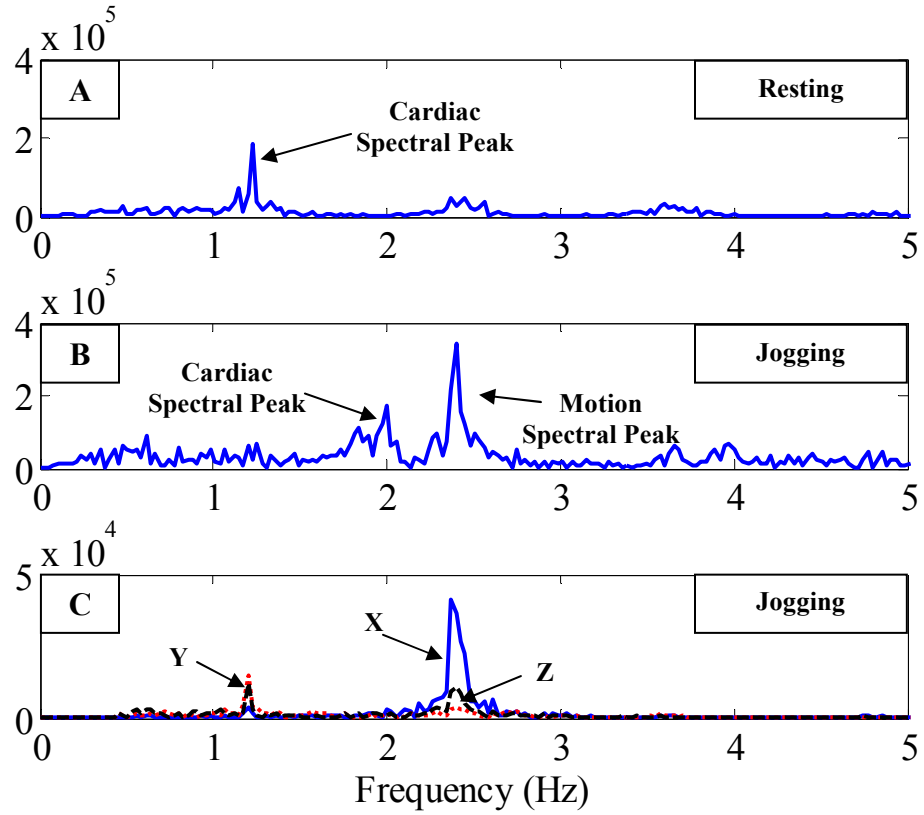 x 10^5
4
2
0
A
Resting
Cardiac
Spectral Peak
0 1 2 3 4 5
x 10^5
4
2
0
B
Jogging
Cardiac
Spectral Peak
Motion
Spectral Peak
0 1 2 3 4 5
x 10^4
5
0
C
Jogging
X
Y
Z
0 1 2 3 4 5
Frequency (Hz)